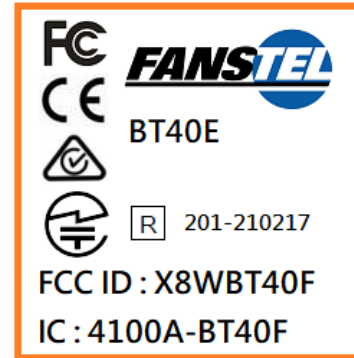 FC
FANSTEL
CE
BT40E
R 201-210217
FCC ID : X8WBT40F
IC : 4100A-BT40F